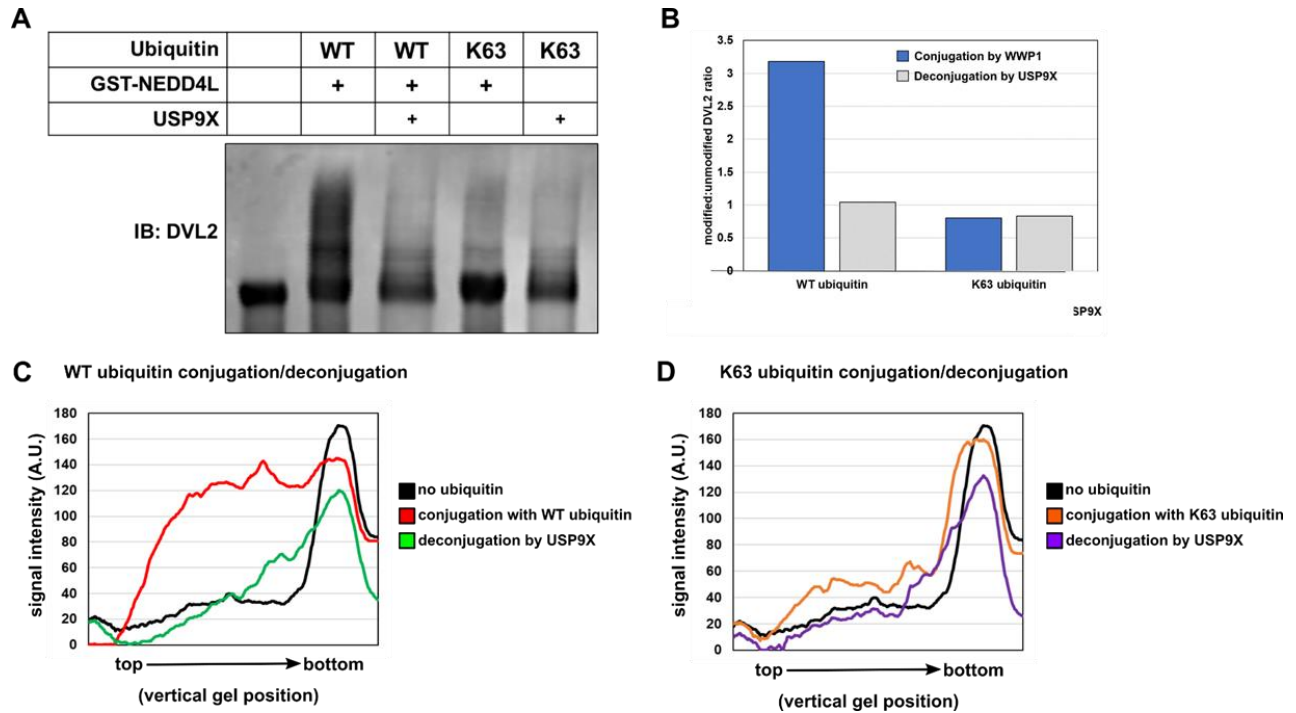 A
Ubiquitin WT WT K63 K63
GST-NEDD4L + + +
USP9X + +
IB: DVL2
B
3.5
3
2.5
2
1.5
1
0.5
0
modified:unmodified DVL2 ratio
Conjugation by WWP1
Deconjugation by USP9X
WT ubiquitin K63 ubiquitin
SP9X
C WT ubiquitin conjugation/deconjugation
180
160
140
120
100
80
60
40
20
0
signal intensity (A.U.)
no ubiquitin
conjugation with WT ubiquitin
deconjugation by USP9X
top bottom
(vertical gel position)
D K63 ubiquitin conjugation/deconjugation
180
160
140
120
100
80
60
40
20
0
signal intensity (A.U.)
no ubiquitin
conjugation with K63 ubiquitin
deconjugation by USP9X
top bottom
(vertical gel position)